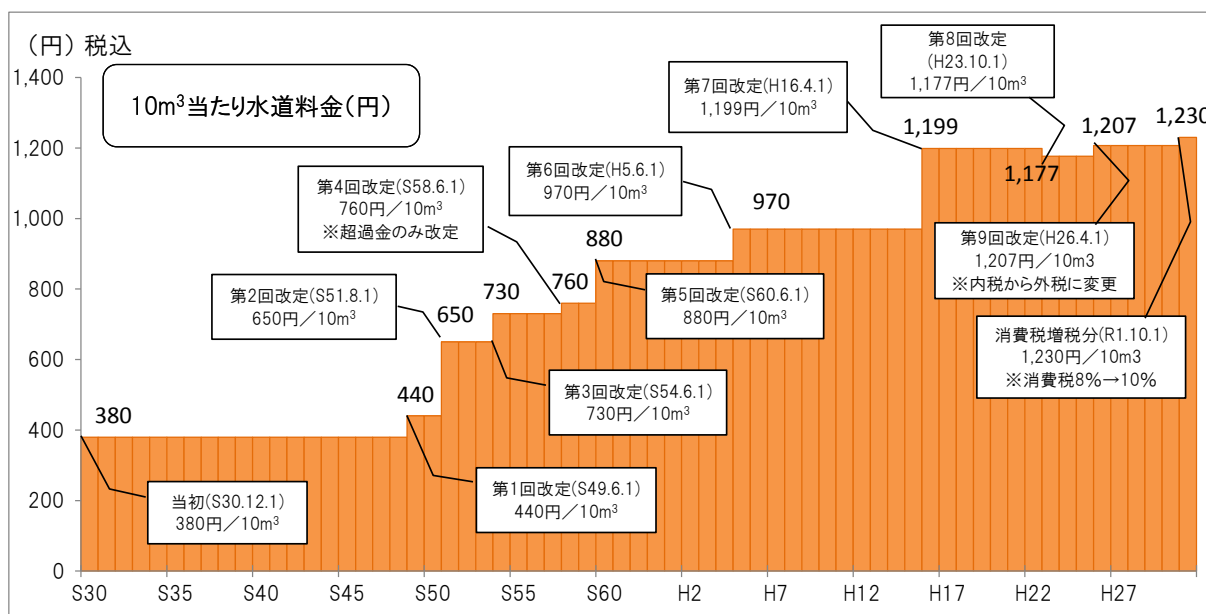 (円) 税込
10m³当たり水道料金(円)
1,400
1,200
1,000
800
600
400
200
0
S30
S35
S40
S45
S50
S55
S60
H2
H7
H12
H17
H22
H27
380
440
650
730
760
880
970
1,199
1,177
1,207
1,230
当初(S30.12.1)
380円/10m³
第1回改定(S49.6.1)
440円/10m³
第2回改定(S51.8.1)
650円/10m³
第3回改定(S54.6.1)
730円/10m³
第4回改定(S58.6.1)
760円/10m³
※超過金のみ改定
第5回改定(S60.6.1)
880円/10m³
第6回改定(H5.6.1)
970円/10m³
第7回改定(H16.4.1)
1,199円/10m³
第8回改定
(H23.10.1)
1,177円/10m³
第9回改定(H26.4.1)
1,207円/10m3
※内税から外税に変更
消費税増税分(R1.10.1)
1,230円/10m3
※消費税8%→10%